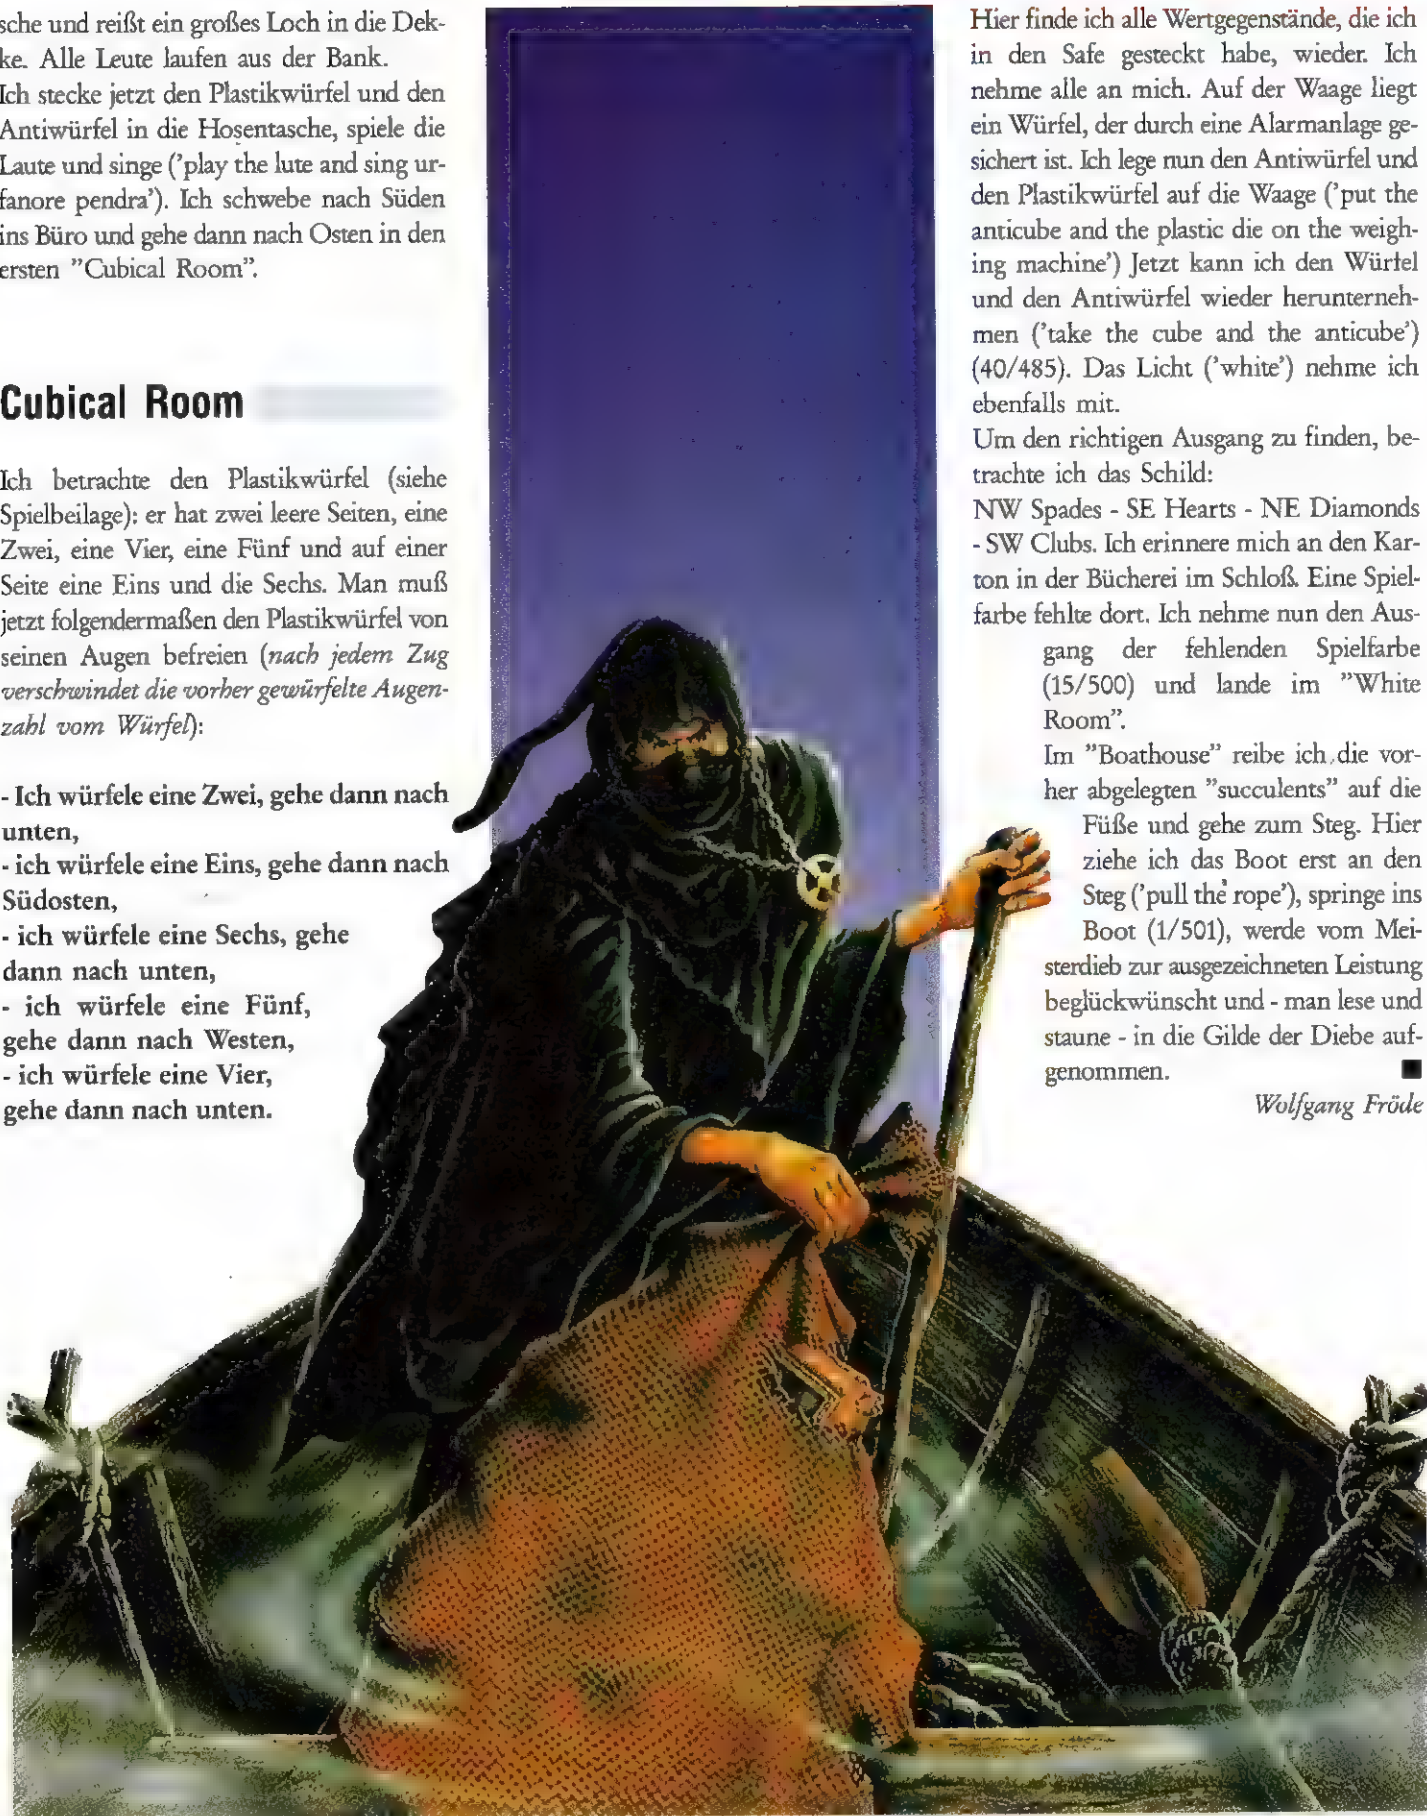 sche und reißt ein großes Loch in die Dek-
ke. Alle Leute laufen aus der Bank.
Ich stecke jetzt den Plastikwürfel und den
Antiwürfel in die Hosentasche, spiele die
Laute und singe ('play the lute and sing ur-
fanore pendra'). Ich schwebe nach Süden
ins Büro und gehe dann nach Osten in den
ersten "Cubical Room".
Cubical Room
Ich betrachte den Plastikwürfel (siehe
Spielbeilage): er hat zwei leere Seiten, eine
Zwei, eine Vier, eine Fünf und auf einer
Seite eine Eins und die Sechs. Man muß
jetzt folgendermaßen den Plastikwürfel von
seinen Augen befreien (nach jedem Zug
verschwindet die vorher gewürfelte Augen-
zahl vom Würfel):
- Ich würfele eine Zwei, gehe dann nach
unten,
- ich würfele eine Eins, gehe dann nach
Südosten,
- ich würfele eine Sechs, gehe
dann nach unten,
- ich würfele eine Fünf,
gehe dann nach Westen,
- ich würfele eine Vier,
gehe dann nach unten.
Hier finde ich alle Wertgegenstände, die ich
in den Safe gesteckt habe, wieder. Ich
nehme alle an mich. Auf der Waage liegt
ein Würfel, der durch eine Alarmanlage ge-
sichert ist. Ich lege nun den Antiwürfel und
den Plastikwürfel auf die Waage ('put the
anticube and the plastic die on the weigh-
ing machine') Jetzt kann ich den Würfel
und den Antiwürfel wieder herunterneh-
men ('take the cube and the anticube')
(40/485). Das Licht ('white') nehme ich
ebenfalls mit.
Um den richtigen Ausgang zu finden, be-
trachte ich das Schild:
NW Spades - SE Hearts - NE Diamonds
- SW Clubs. Ich erinnere mich an den Kar-
ton in der Bücherei im Schloß. Eine Spiel-
farbe fehlte dort. Ich nehme nun den Aus-
gang der fehlenden Spielfarbe
(15/500) und lande im "White
Room".
Im "Boathouse" reibe ich die vor-
her abgelegten "succulents" auf die
Füße und gehe zum Steg. Hier
ziehe ich das Boot erst an den
Steg ('pull the rope'), springe ins
Boot (1/501), werde vom Mei-
sterdieb zur ausgezeichneten Leistung
beglückwünscht und - man lese und
staune - in die Gilde der Diebe auf-
genommen. ■
Wolfgang Fröde